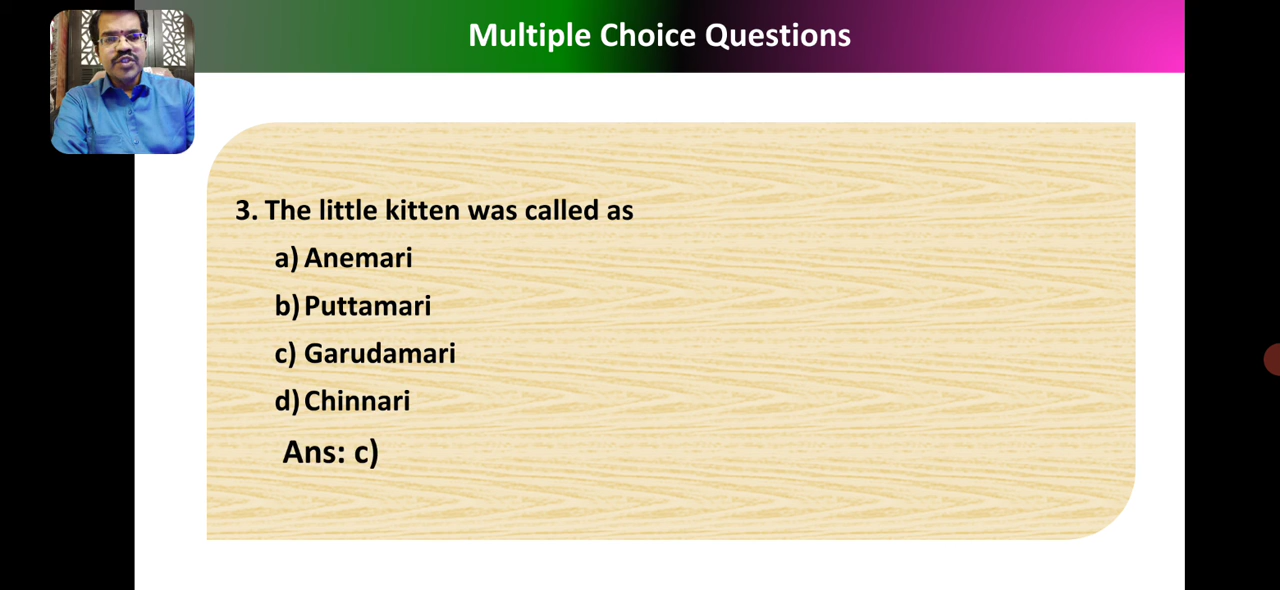 Multiple Choice Questions
3. The little kitten was called as
a) Anemari
b) Puttamari
c) Garudamari
d) Chinnari
Ans: c)